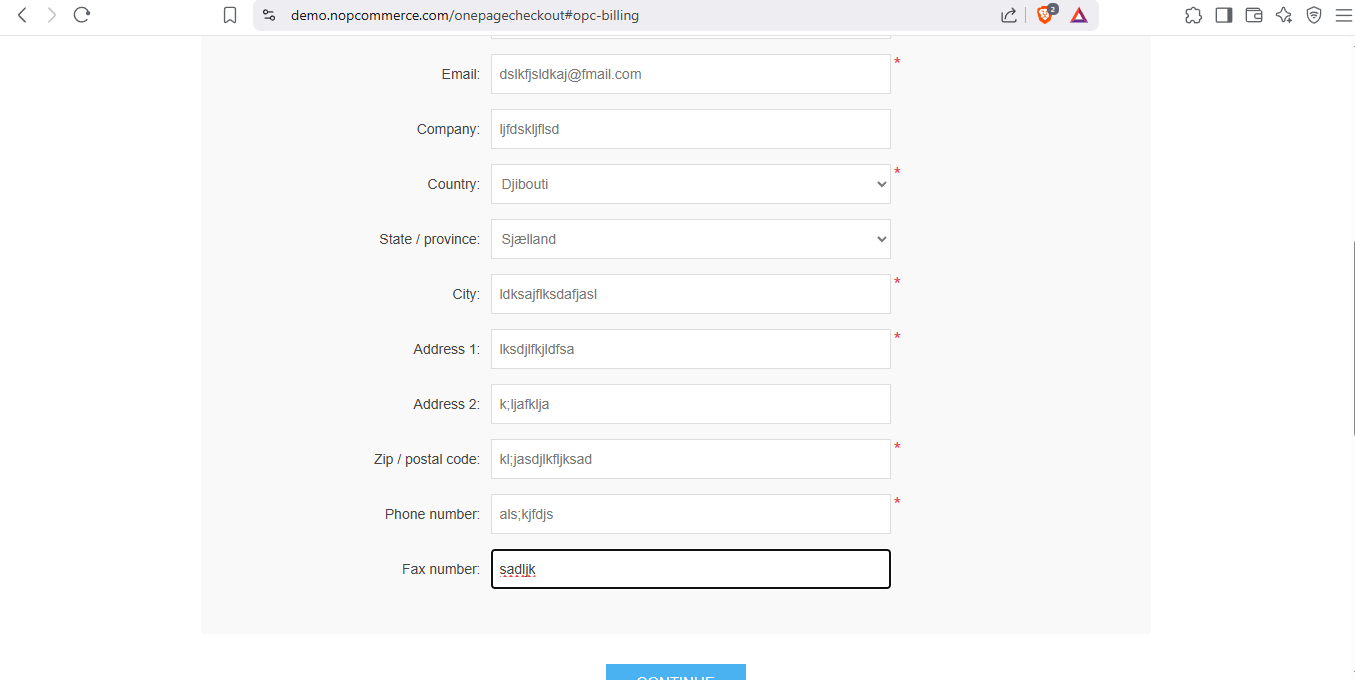 demo.nopcommerce.com/onepagecheckout#opc-billing
2
Email: dslkfjsldkaj@fmail.com *
Company: ljfdskljflsd
Country: Djibouti *
State / province: Sjælland
City: ldksajflksdafjasl *
Address 1: lksdjlfkjldfsa *
Address 2: k;ljafklja
Zip / postal code: kl;jasdjlkfljksad *
Phone number: als;kjfdjs *
Fax number: sadljk
CONTINUE